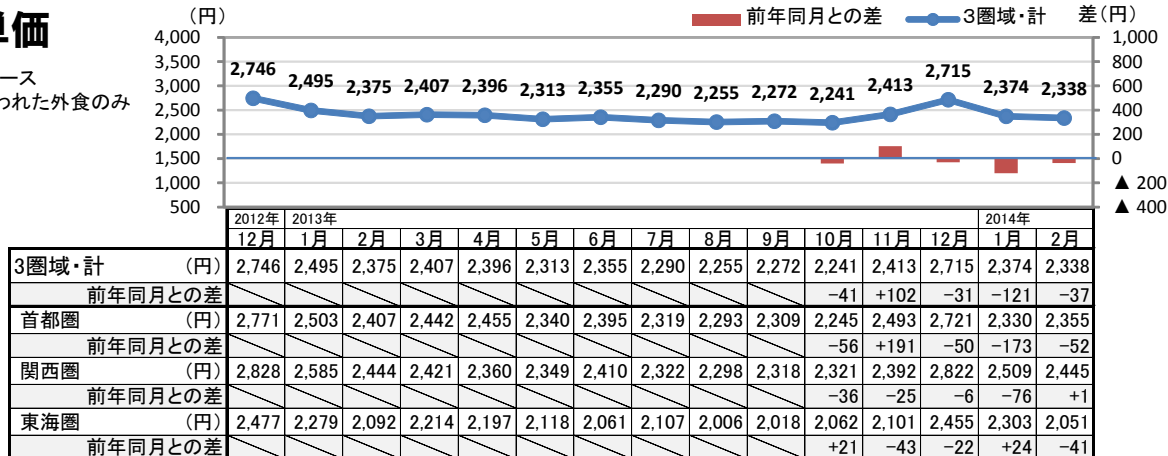 単価
(円)
前年同月との差 3圏域・計 差(円)
ース
われた外食のみ
4,000 1,000
3,500 800
3,000 600
2,500 400
2,000 200
1,500 0
1,000 ▲ 200
500 ▲ 400
2,746 2,495 2,375 2,407 2,396 2,313 2,355 2,290 2,255 2,272 2,241 2,413 2,715 2,374 2,338
2012年 2013年 2014年
12月 1月 2月 3月 4月 5月 6月 7月 8月 9月 10月 11月 12月 1月 2月
3圏域・計 (円) 2,746 2,495 2,375 2,407 2,396 2,313 2,355 2,290 2,255 2,272 2,241 2,413 2,715 2,374 2,338
前年同月との差 −41 +102 −31 −121 −37
首都圏 (円) 2,771 2,503 2,407 2,442 2,455 2,340 2,395 2,319 2,293 2,309 2,245 2,493 2,721 2,330 2,355
前年同月との差 −56 +191 −50 −173 −52
関西圏 (円) 2,828 2,585 2,444 2,421 2,360 2,349 2,410 2,322 2,298 2,318 2,321 2,392 2,822 2,509 2,445
前年同月との差 −36 −25 −6 −76 +1
東海圏 (円) 2,477 2,279 2,092 2,214 2,197 2,118 2,061 2,107 2,006 2,018 2,062 2,101 2,455 2,303 2,051
前年同月との差 +21 −43 −22 +24 −41